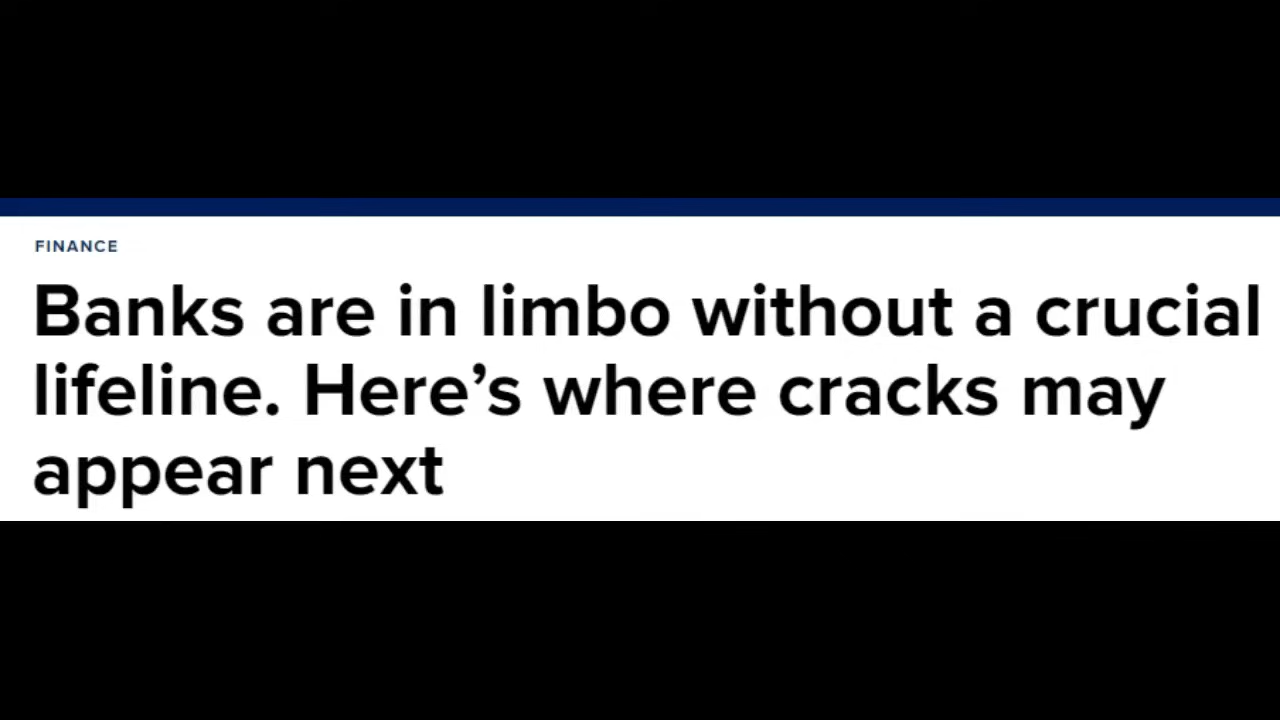 FINANCE
Banks are in limbo without a crucial
lifeline. Here’s where cracks may
appear next